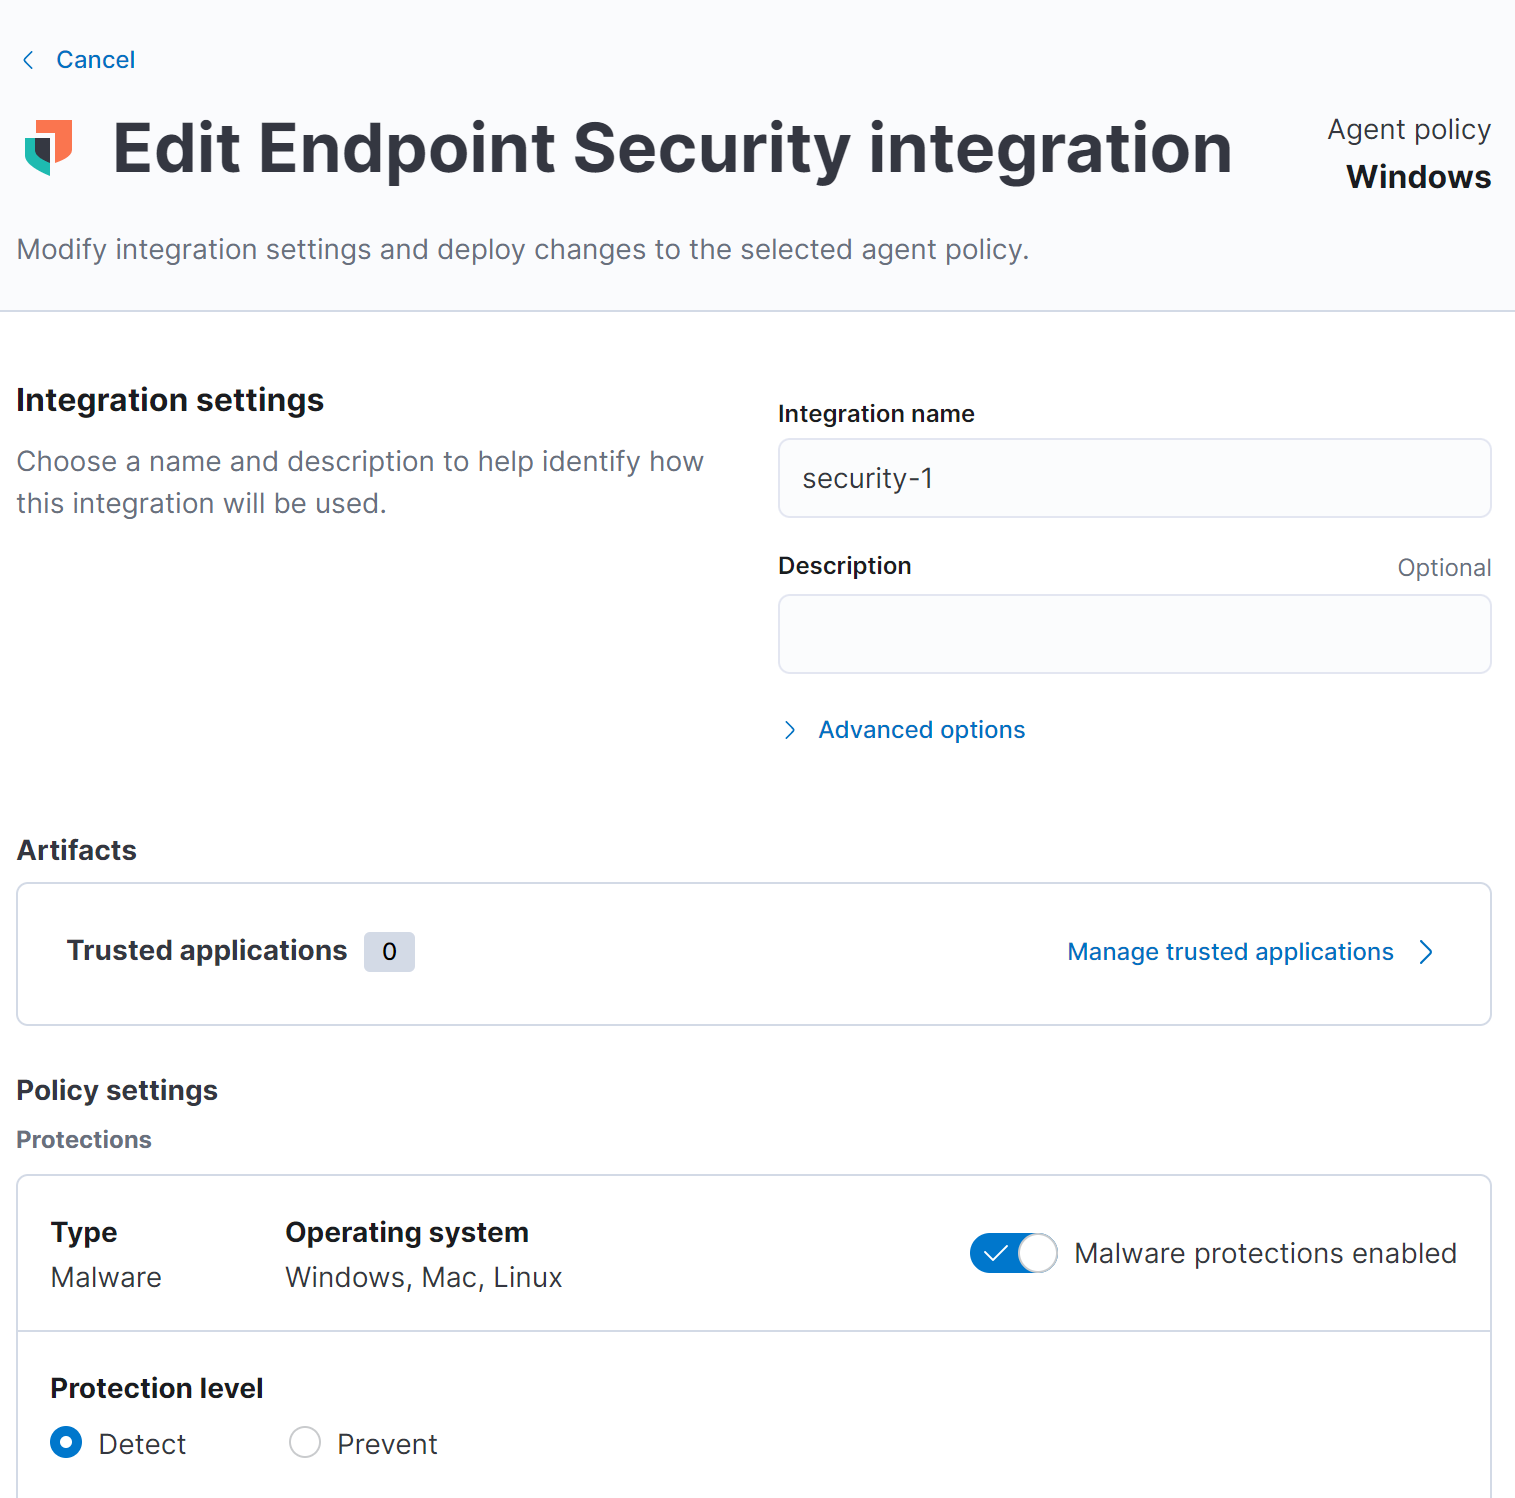 Cancel
Edit Endpoint Security integration
Agent policy
Windows
Modify integration settings and deploy changes to the selected agent policy.
Integration settings
Choose a name and description to help identify how
this integration will be used.
Integration name
security-1
Description
Optional
Advanced options
Artifacts
Trusted applications 0
Manage trusted applications
Policy settings
Protections
Type
Malware
Operating system
Windows, Mac, Linux
Malware protections enabled
Protection level
Detect
Prevent